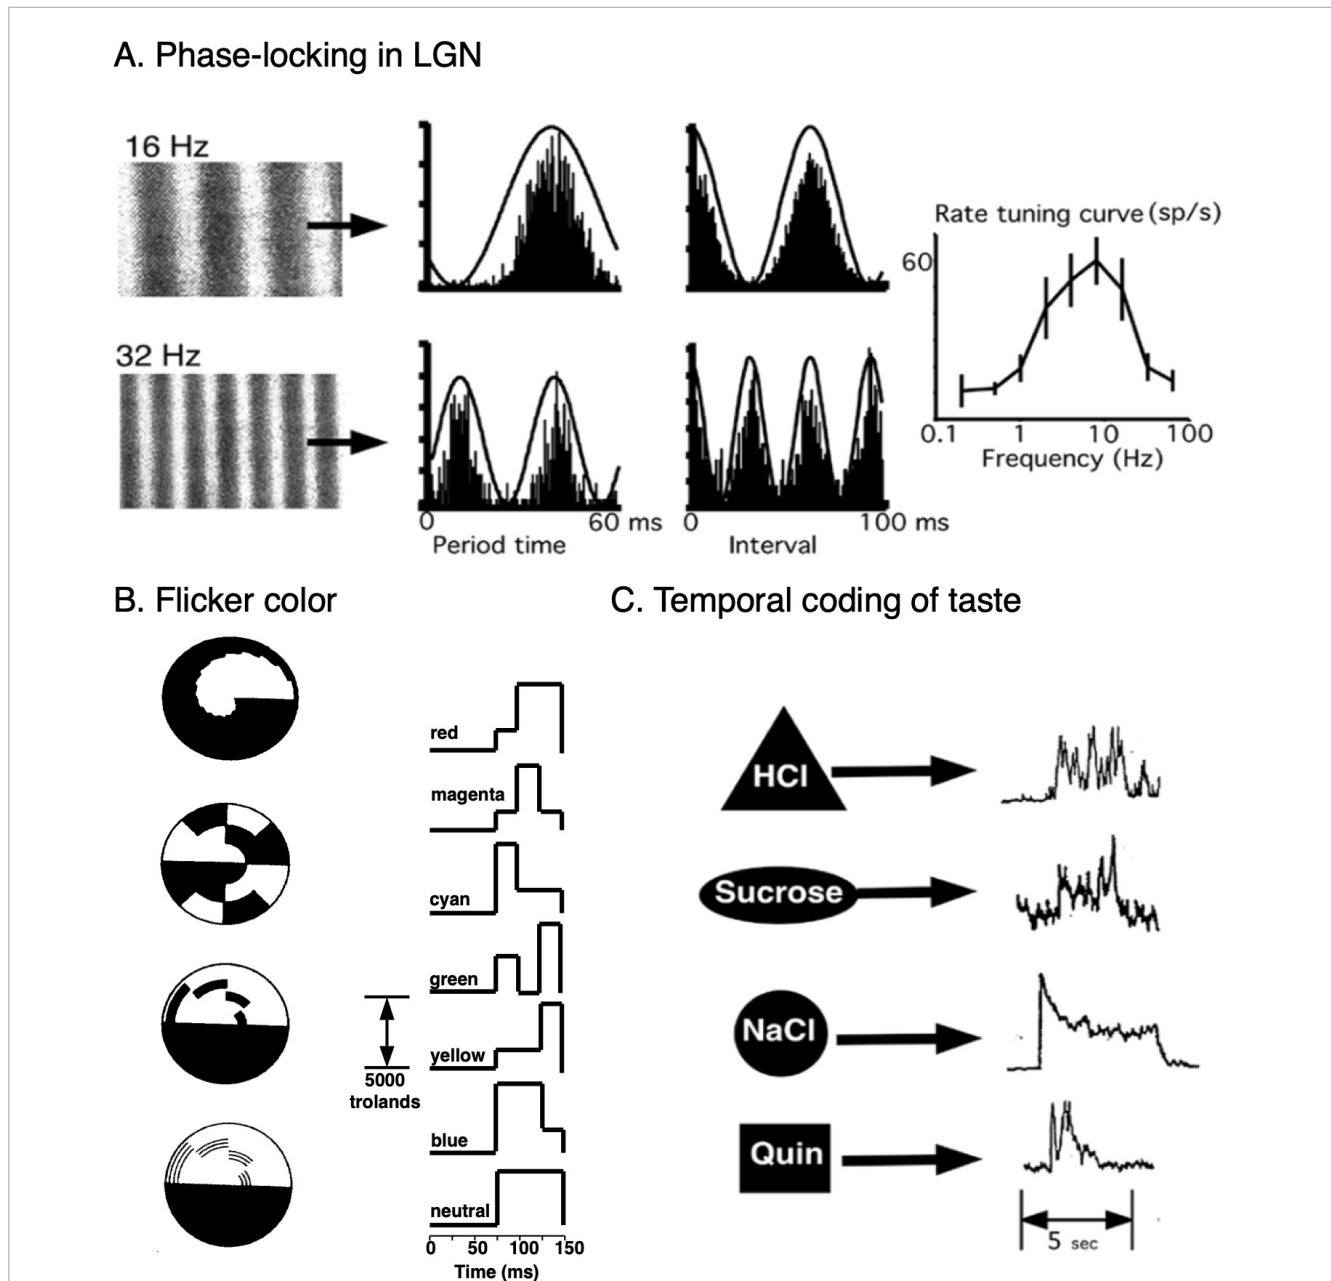 A. Phase-locking in LGN
16 Hz
Rate tuning curve (sp/s)
60
32 Hz
0.1 1 10 100
Frequency (Hz)
0 60 ms
Period time
0 100 ms
Interval
B. Flicker color
red
magenta
cyan
green
yellow
5000
trolands
blue
neutral
0 50 100 150
Time (ms)
C. Temporal coding of taste
HCl
Sucrose
NaCl
Quin
5 sec